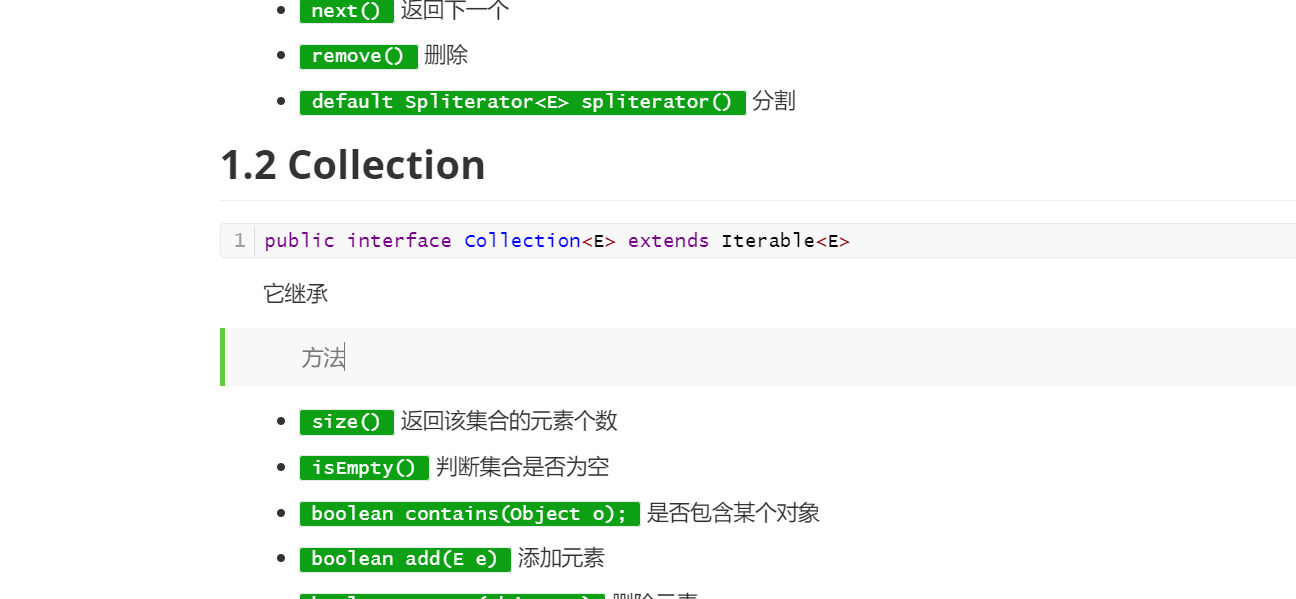 next() 返回下一个
remove() 删除
default Spliterator<E> spliterator() 分割
1.2 Collection
1 public interface Collection<E> extends Iterable<E>
它继承
方法
size() 返回该集合的元素个数
isEmpty() 判断集合是否为空
boolean contains(Object o); 是否包含某个对象
boolean add(E e) 添加元素
删除元素